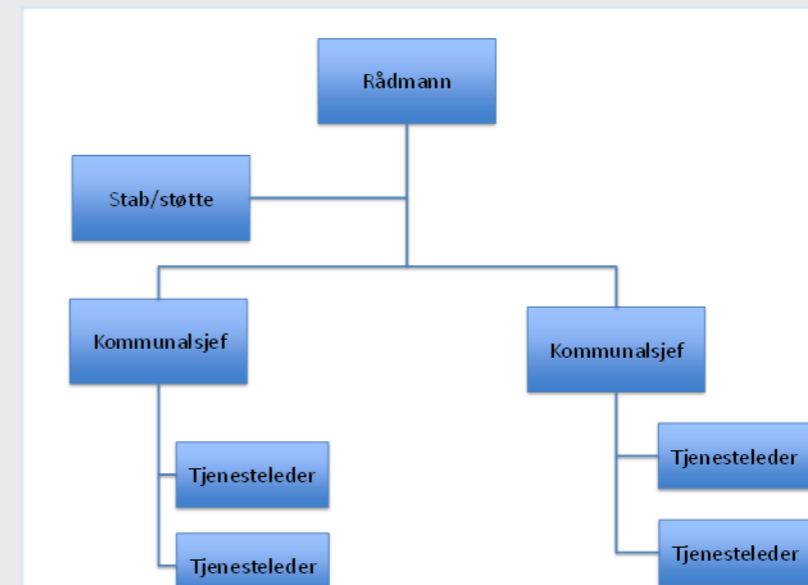 Rådmann
Stab/støtte
Kommunalsjef
Kommunalsjef
Tjenesteleder
Tjenesteleder
Tjenesteleder
Tjenesteleder